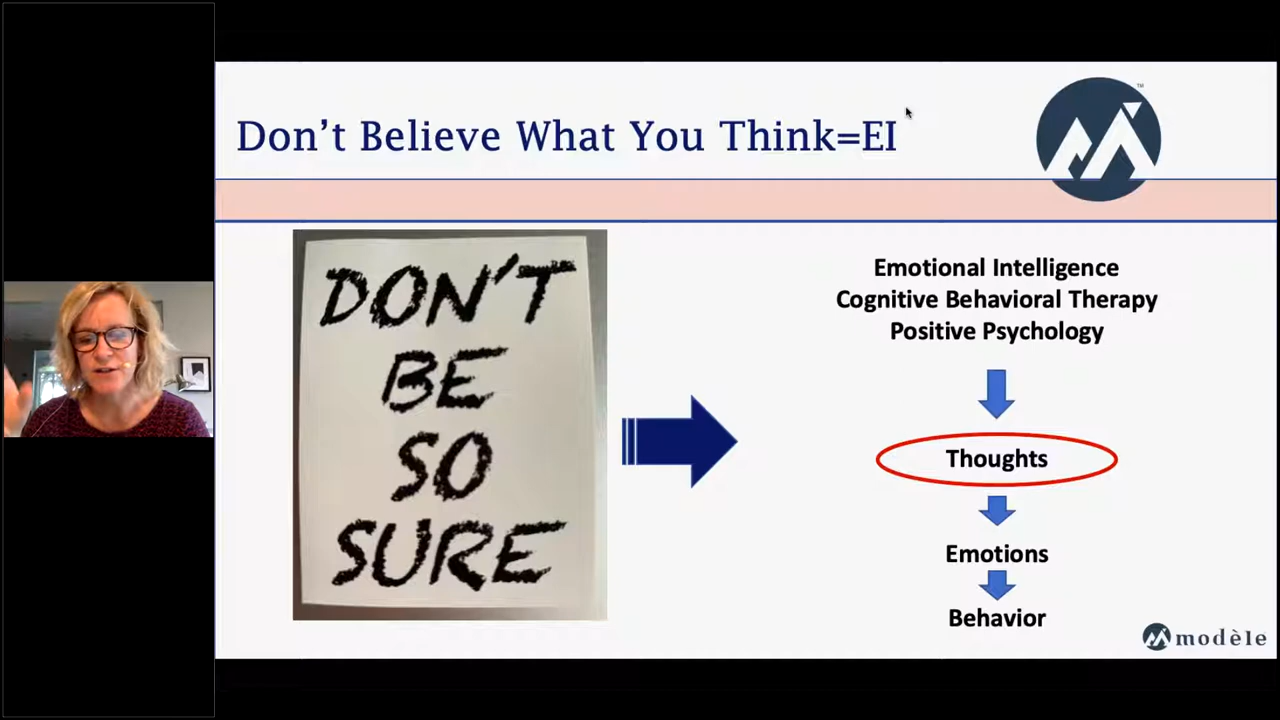 Don't Believe What You Think=EI
TM
DON'T
BE
SO
SURE
Emotional Intelligence
Cognitive Behavioral Therapy
Positive Psychology
Thoughts
Emotions
Behavior
modèle